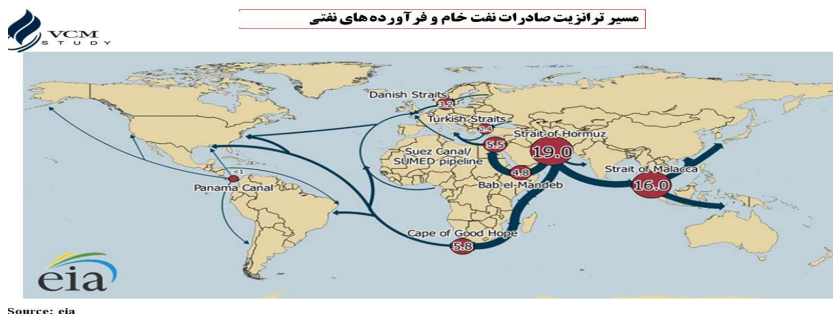 مسیر ترانزیت صادرات نفت خام و فرآورده های نفتی
VCM
STUDY
Danish Straits
3.2
Turkish Straits
2.4
Strait of Hormuz
19.0
Suez Canal/
SUMED pipeline
5.5
Strait of Malacca
16.0
4.8
Bab el-Mandeb
<1
Panama Canal
Cape of Good Hope
5.8
eia
Source: eia